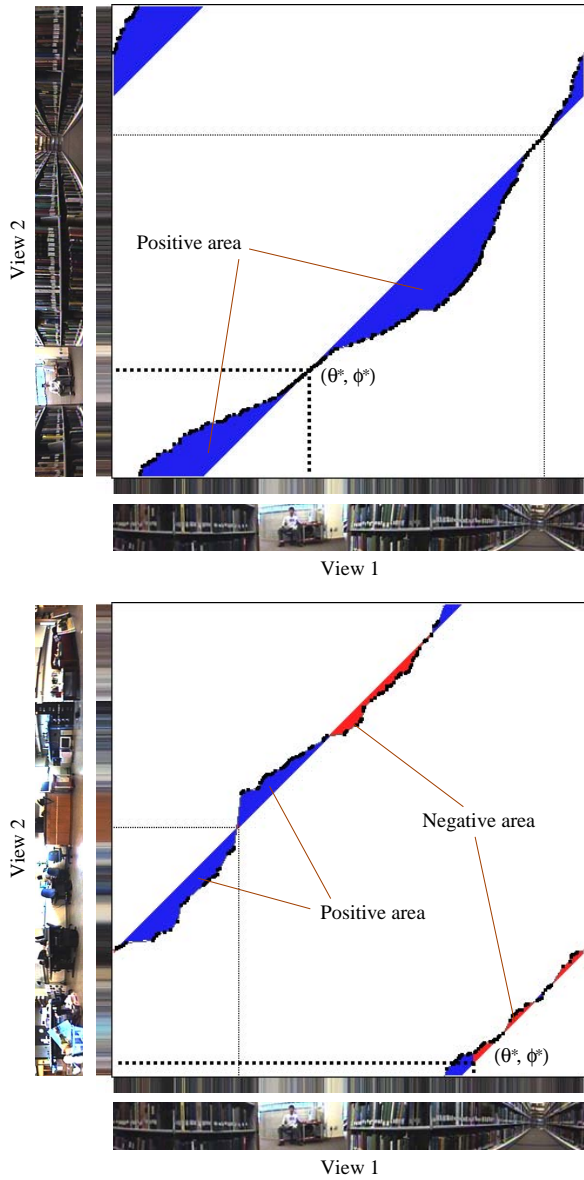 View 2
Positive area
(θ*, ϕ*)
View 1
View 2
Negative area
Positive area
(θ*, ϕ*)
View 1